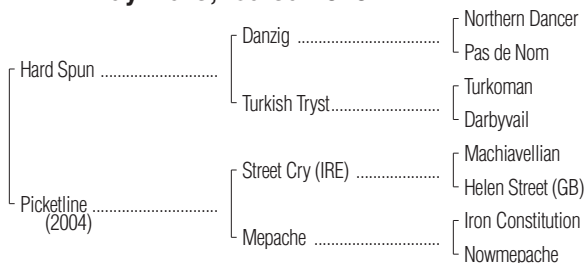 Northern Dancer
Danzig
Pas de Nom
Hard Spun
Turkoman
Turkish Tryst
Darbyvail
Machiavellian
Street Cry (IRE)
Helen Street (GB)
Picketline
(2004)
Iron Constitution
Mepache
Nowmepache